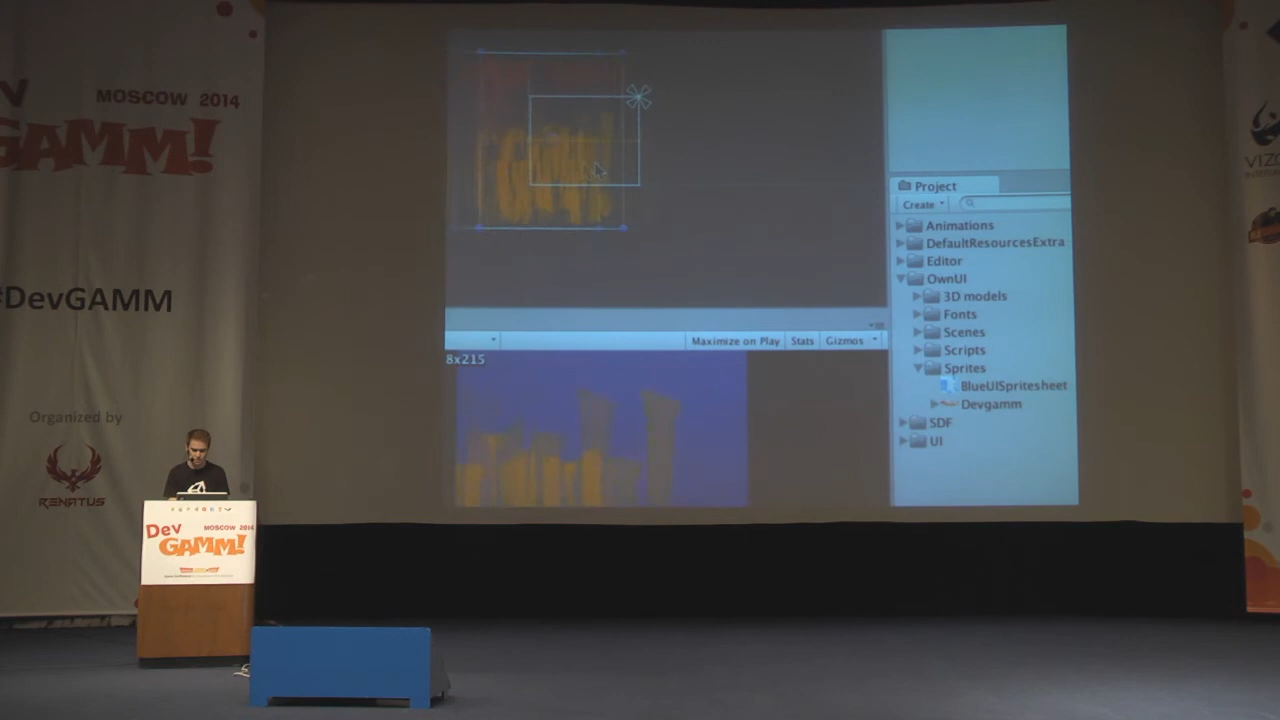 V
MOSCOW 2014
GAMM!
#DevGAMM
Organized by
RENATUS
Dev
MOSCOW 2014
GAMM!
Maximize on Play
Stats
Gizmos
8x215
Project
Create
Animations
DefaultResourcesExtra
Editor
OwnUI
3D models
Fonts
Scenes
Scripts
Sprites
BlueUISpritesheet
Devgamm
SDF
UI